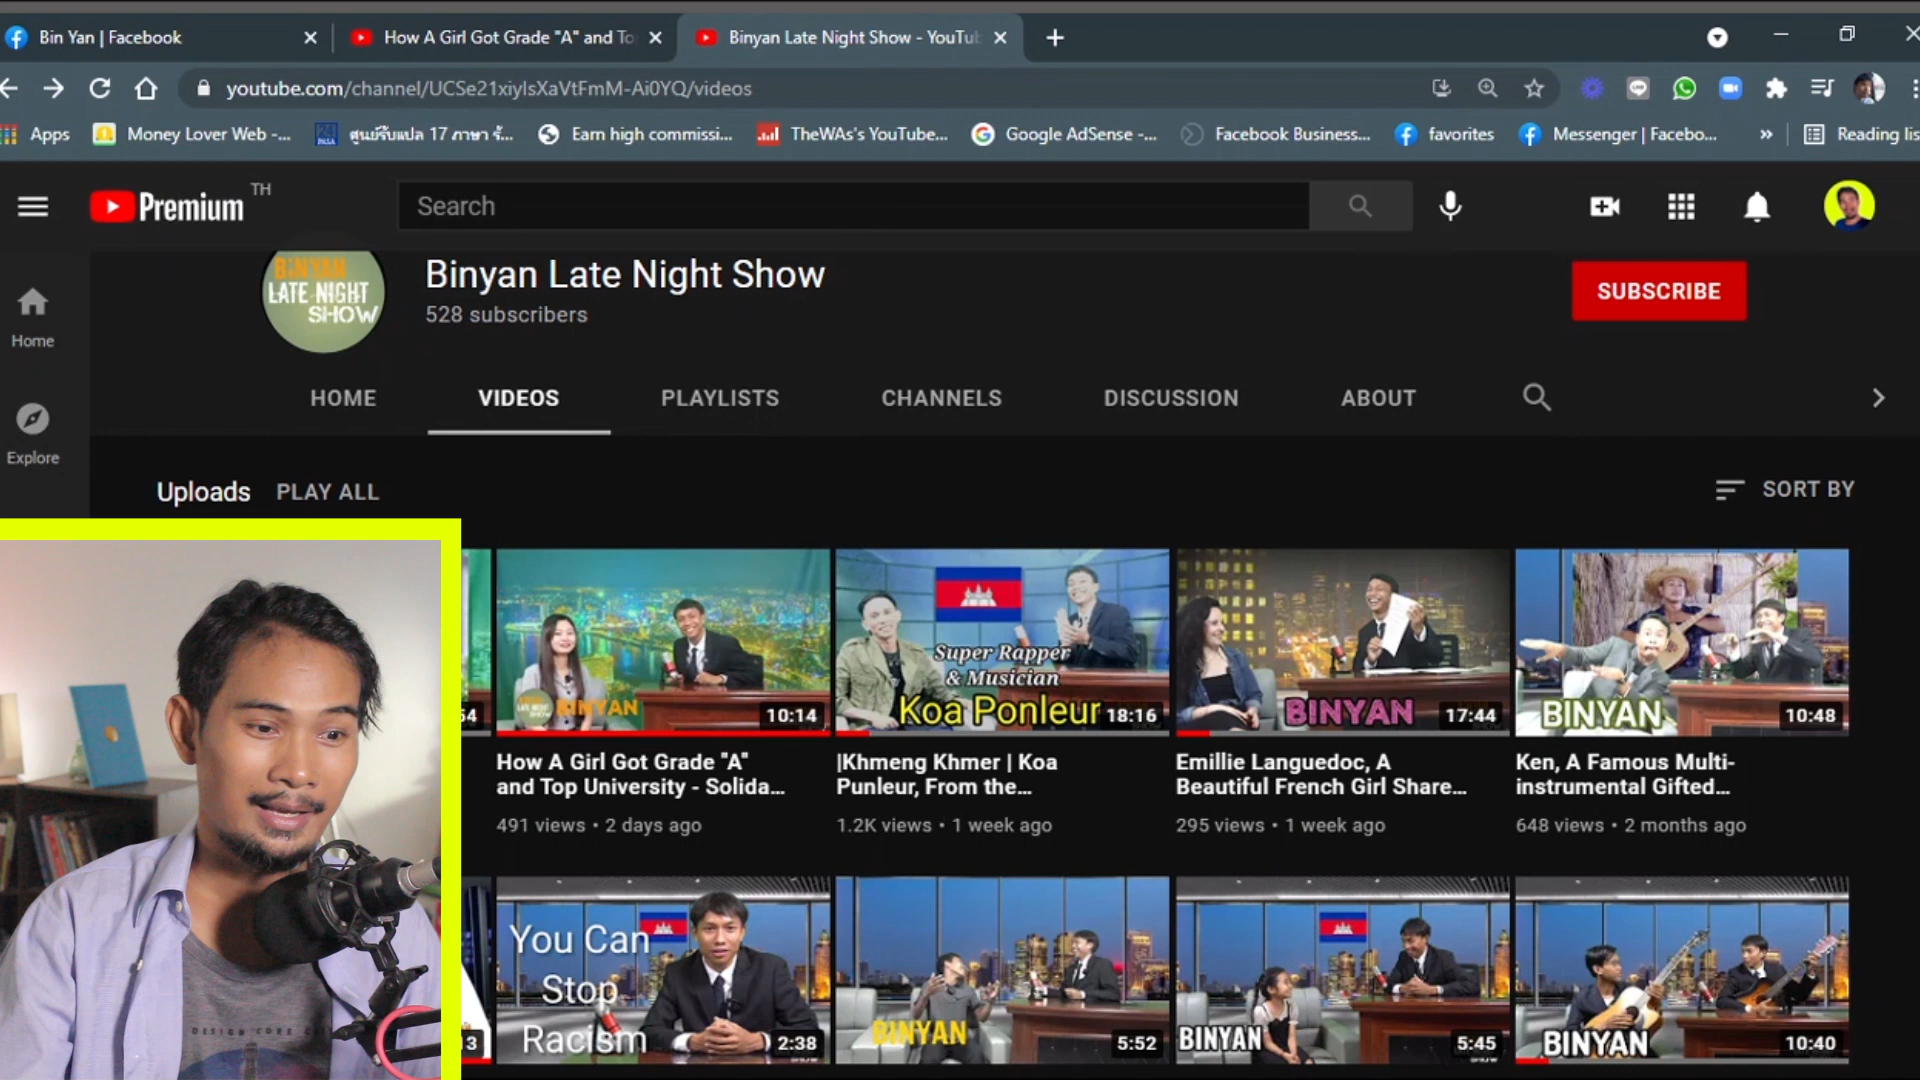 Bin Yan | Facebook
How A Girl Got Grade "A" and To
Binyan Late Night Show - YouTub
youtube.com/channel/UCSe21xiylsXaVtFmM-Ai0YQ/videos
Apps
Money Lover Web -...
ศูนย์รับแปล 17 ภาษา รั...
Earn high commissi...
TheWAs's YouTube...
Google AdSense -...
Facebook Business...
favorites
Messenger | Facebo...
»
Reading lis
Premium TH
Search
BINYAN
LATE NIGHT
SHOW
Binyan Late Night Show
528 subscribers
SUBSCRIBE
Home
Explore
HOME
VIDEOS
PLAYLISTS
CHANNELS
DISCUSSION
ABOUT
Uploads
PLAY ALL
SORT BY
54
BINYAN
10:14
Super Rapper
& Musician
Koa Ponleur
18:16
BINYAN
17:44
BINYAN
10:48
How A Girl Got Grade "A"
and Top University - Solida...
491 views • 2 days ago
|Khmeng Khmer | Koa
Punleur, From the...
1.2K views • 1 week ago
Emillie Languedoc, A
Beautiful French Girl Share...
295 views • 1 week ago
Ken, A Famous Multi-
instrumental Gifted...
648 views • 2 months ago
13
You Can
Stop
Racism
2:38
BINYAN
5:52
BINYAN
5:45
BINYAN
10:40
DESIGN CORE